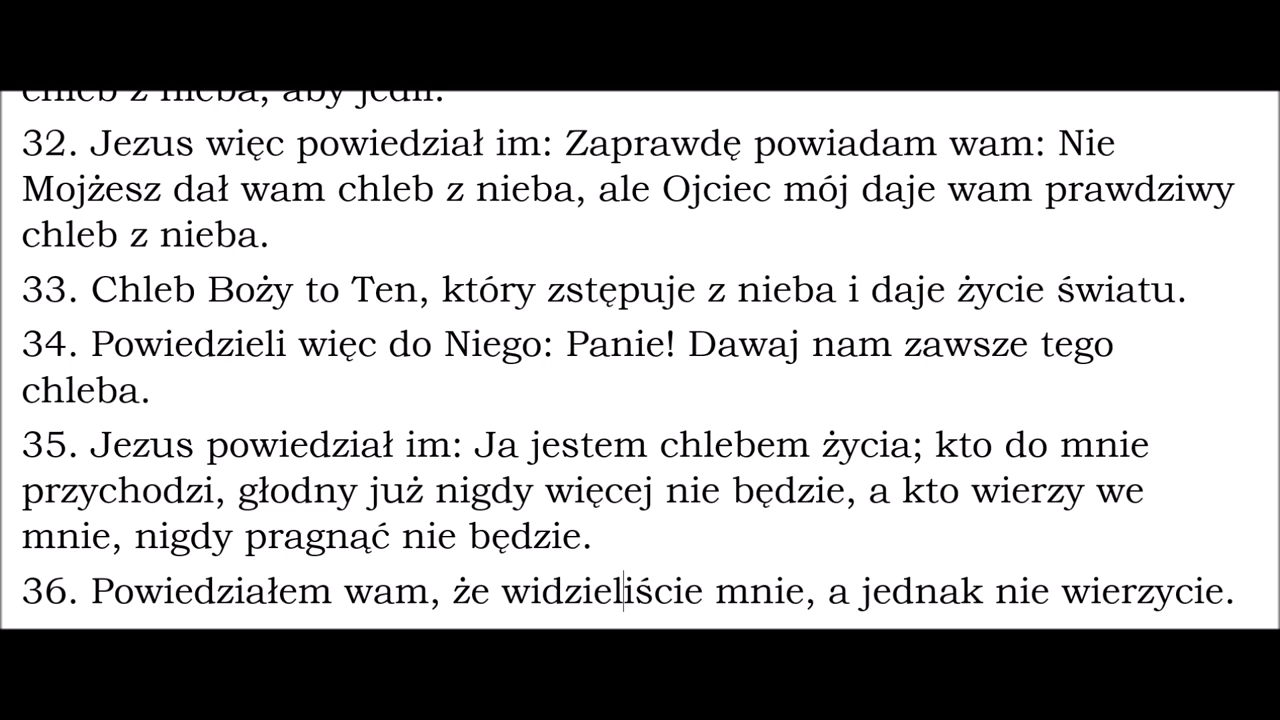 chleb z nieba, aby jedli.
32. Jezus więc powiedział im: Zaprawdę powiadam wam: Nie
Mojżesz dał wam chleb z nieba, ale Ojciec mój daje wam prawdziwy
chleb z nieba.
33. Chleb Boży to Ten, który zstępuje z nieba i daje życie światu.
34. Powiedzieli więc do Niego: Panie! Dawaj nam zawsze tego
chleba.
35. Jezus powiedział im: Ja jestem chlebem życia; kto do mnie
przychodzi, głodny już nigdy więcej nie będzie, a kto wierzy we
mnie, nigdy pragnąć nie będzie.
36. Powiedziałem wam, że widzieliście mnie, a jednak nie wierzycie.